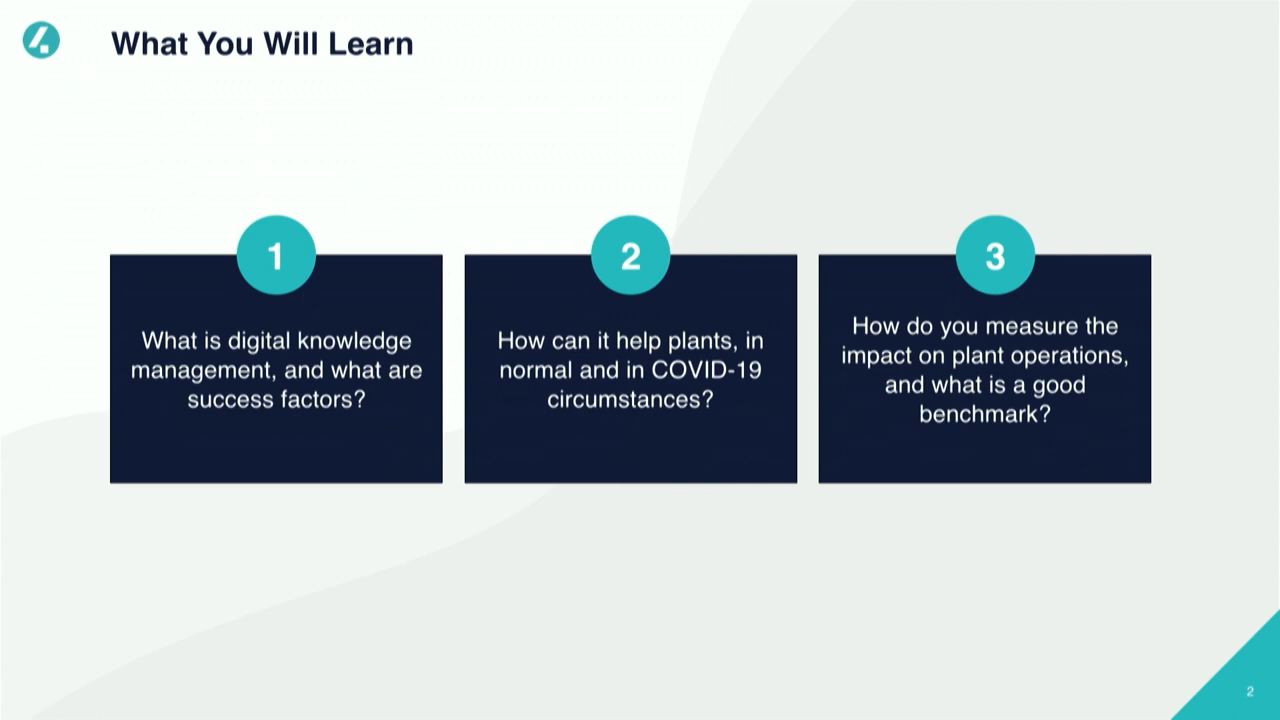 What You Will Learn
1
What is digital knowledge
management, and what are
success factors?
2
How can it help plants, in
normal and in COVID-19
circumstances?
3
How do you measure the
impact on plant operations,
and what is a good
benchmark?
2